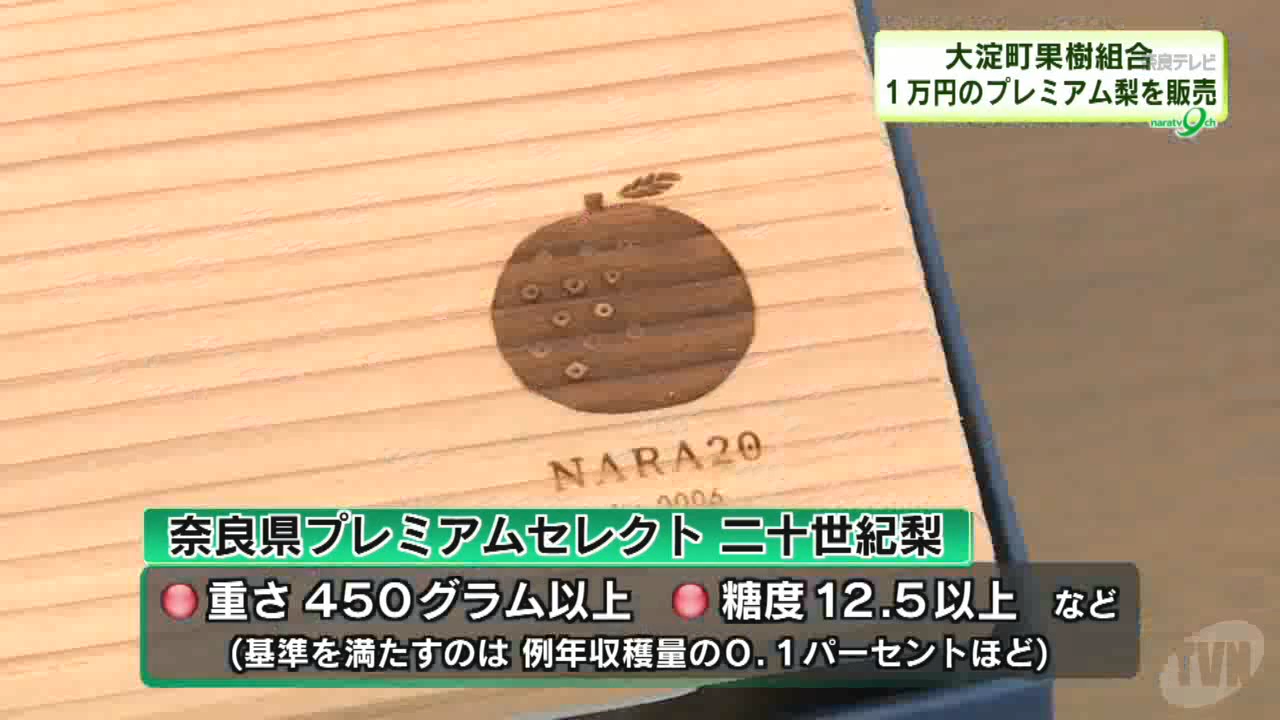 大淀町果樹組合
奈良テレビ
１万円のプレミアム梨を販売
naratv 9ch
NARA20
0006
奈良県プレミアムセレクト 二十世紀梨
重さ450グラム以上 糖度12.5以上 など
(基準を満たすのは 例年収穫量の0.1パーセントほど)
TVN